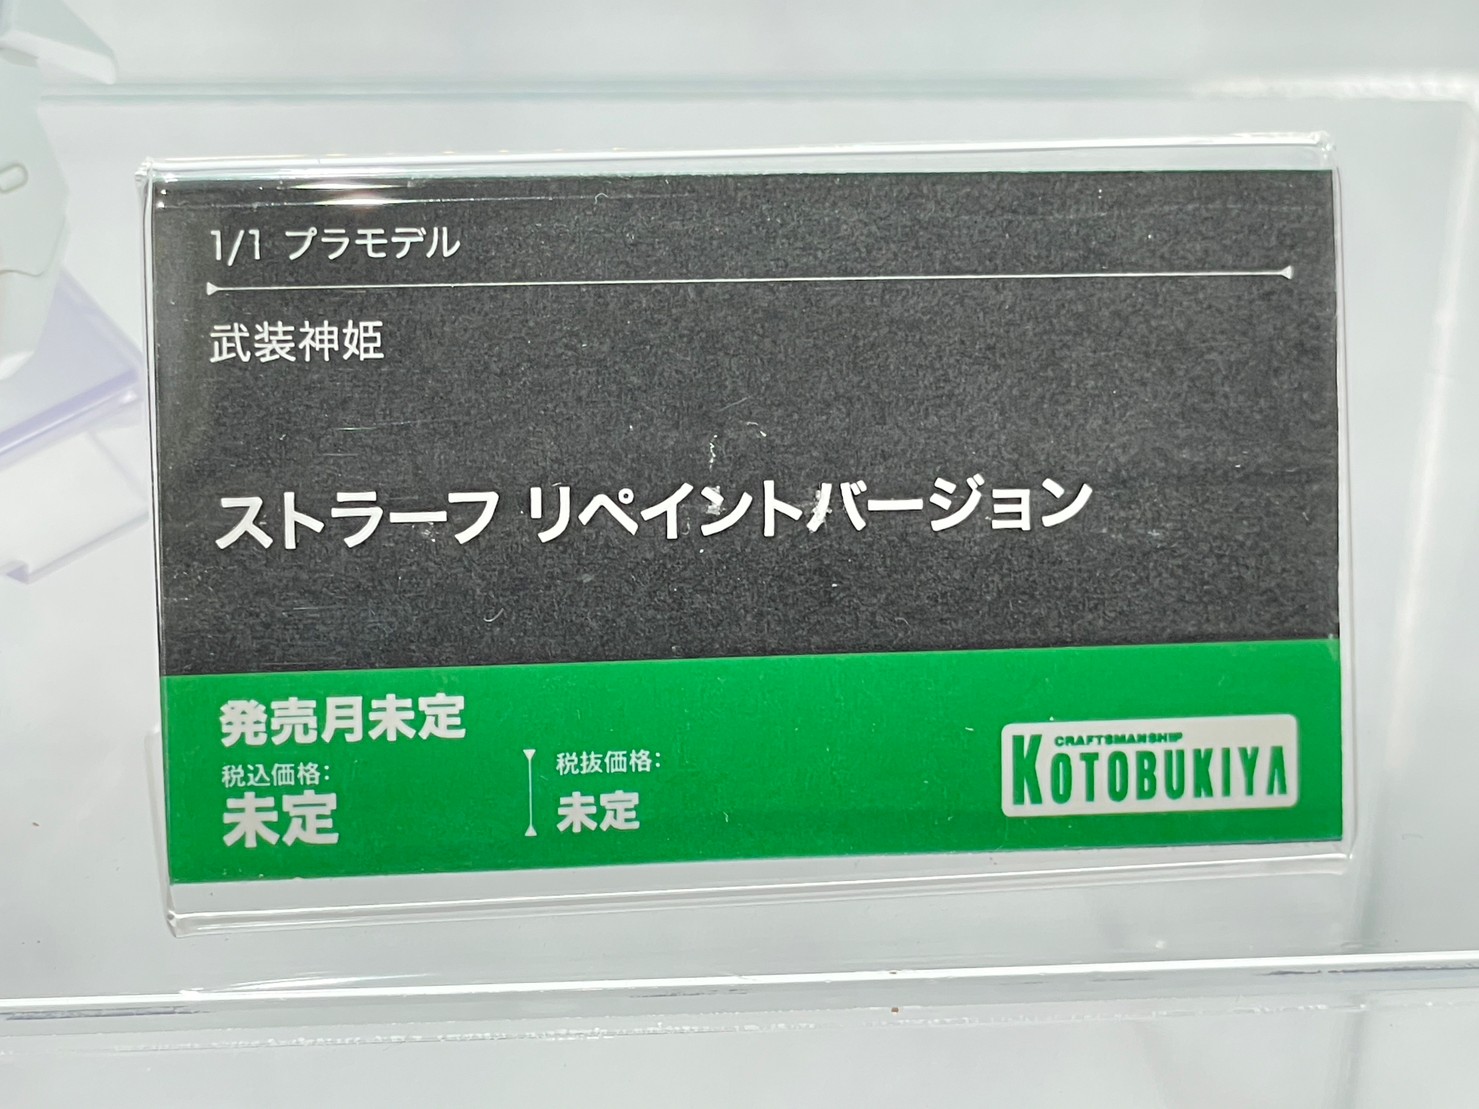 1/1 プラモデル
武装神姫
ストラーフ リペイントバージョン
発売月未定
税込価格:
未定
税抜価格:
未定
CRAFTSMANSHIP
KOTOBUKIYA